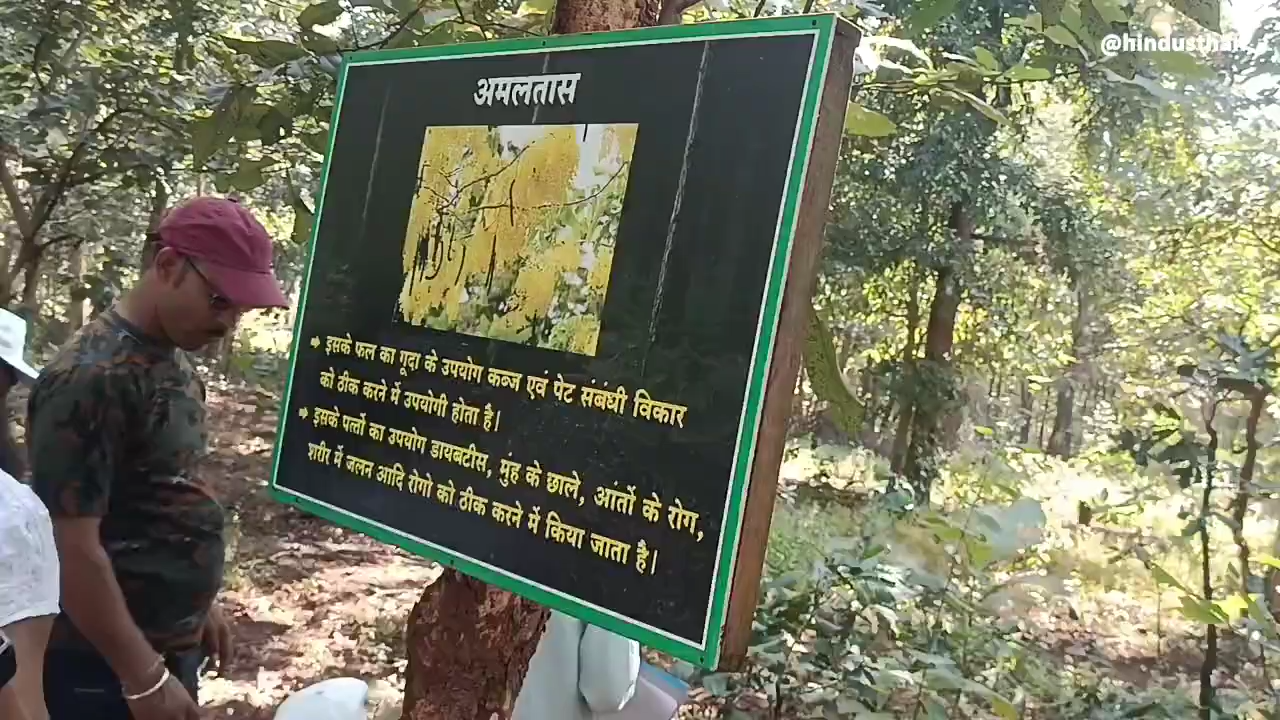 @hindusthan
अमलतास
➔ इसके फल का गूदा के उपयोग कब्ज एवं पेट संबंधी विकार
को ठीक करने में उपयोगी होता है।
➔ इसके पत्तों का उपयोग डायबटीस, मुंह के छाले, आंतों के रोग,
शरीर में जलन आदि रोगो को ठीक करने में किया जाता है।